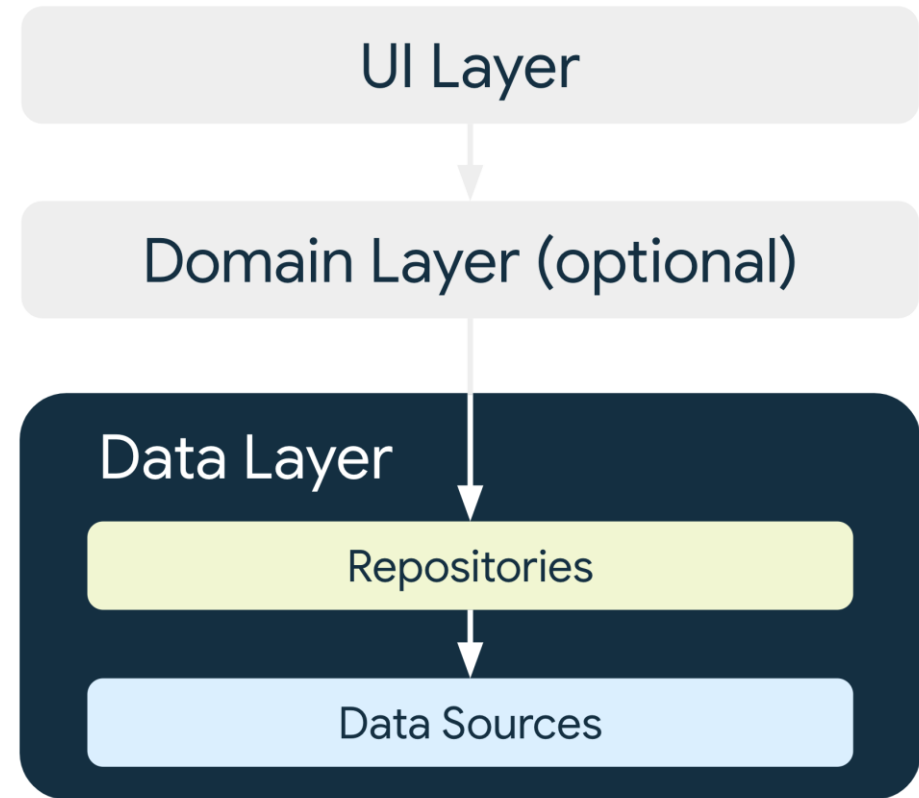 UI Layer
Domain Layer (optional)
Data Layer
Repositories
Data Sources